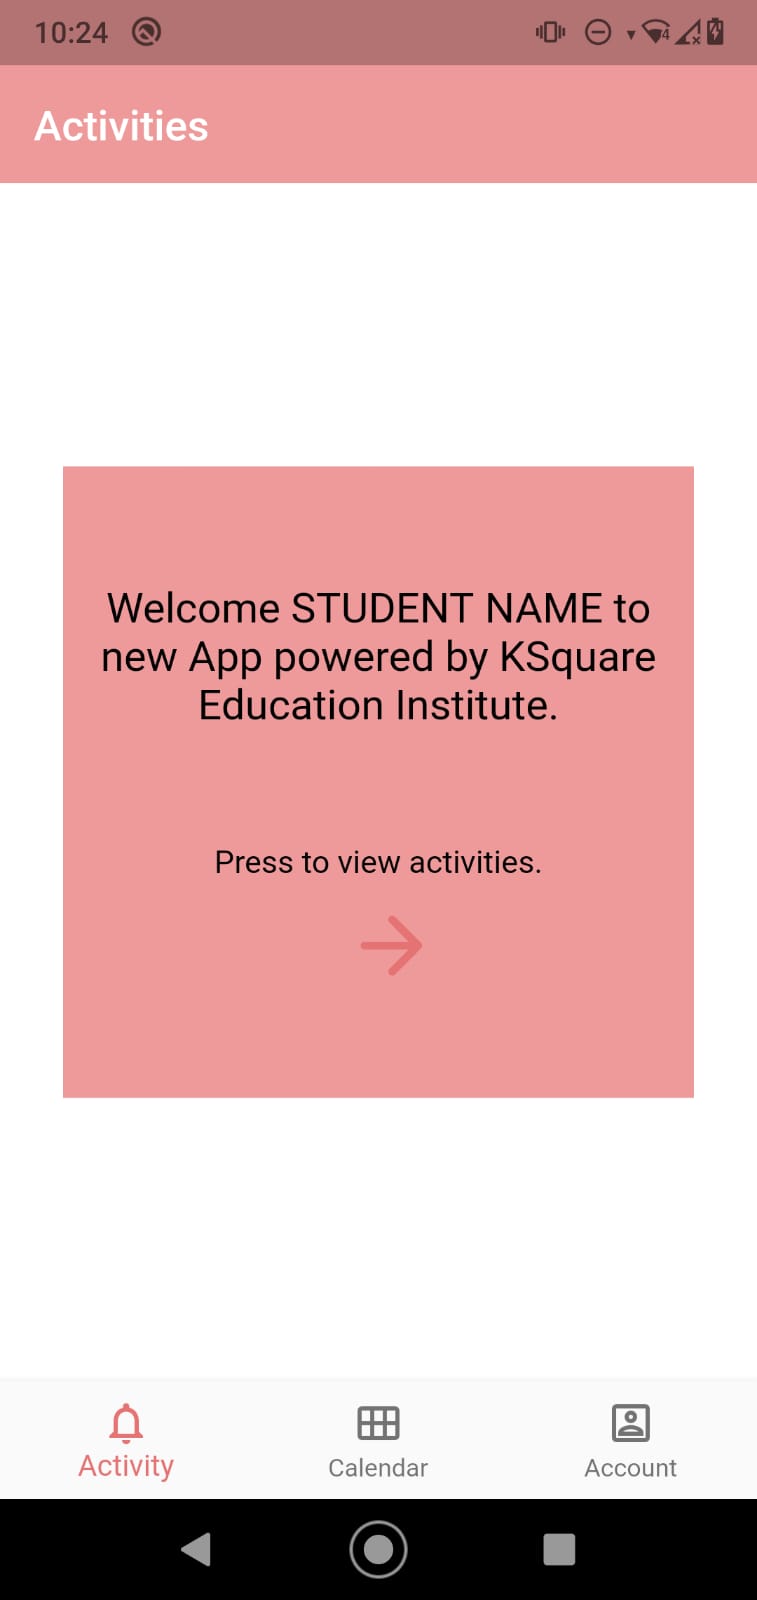 10:24
4
Activities
Welcome STUDENT NAME to
new App powered by KSquare
Education Institute.
Press to view activities.
Activity
Calendar
Account